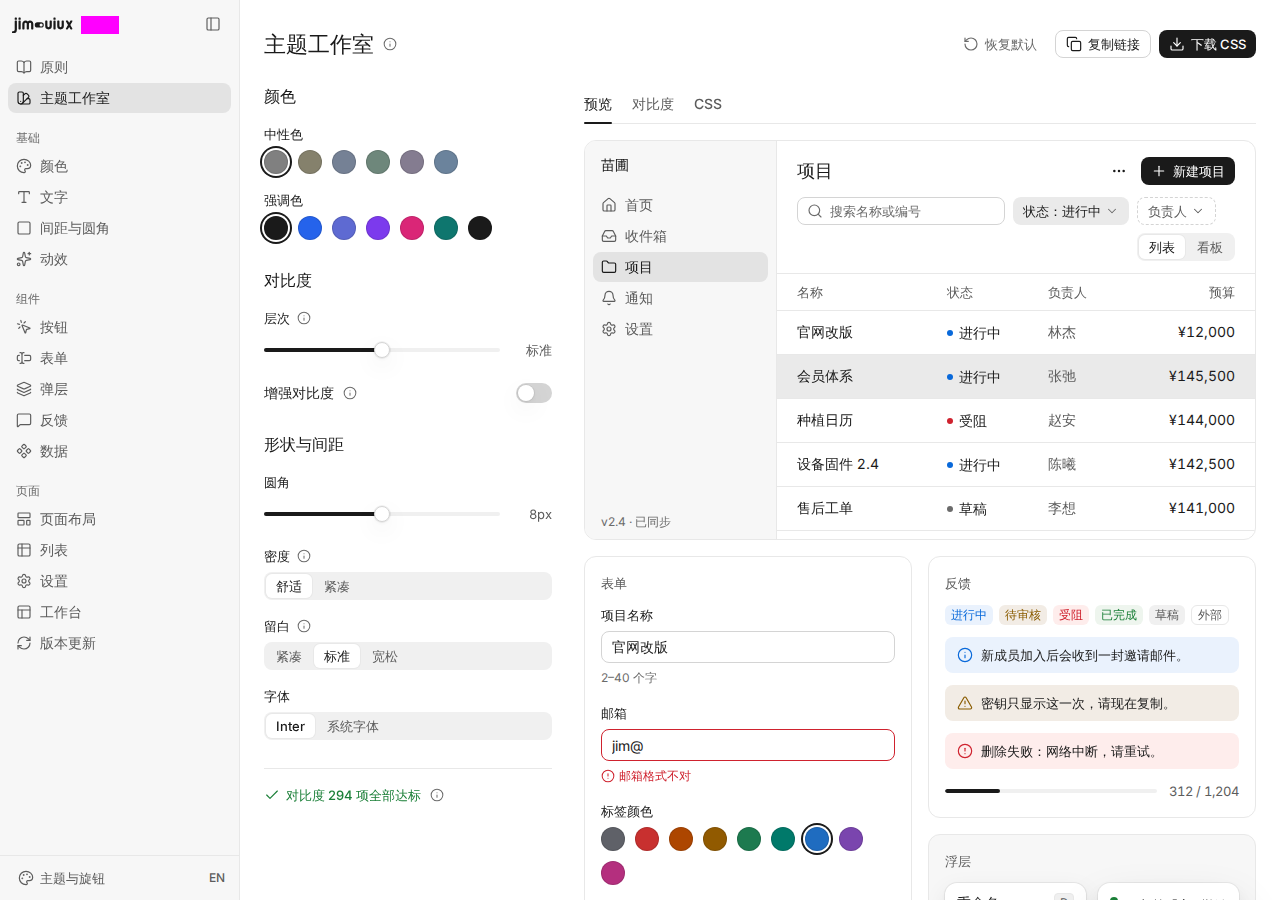 jim uiux
原则
主题工作室
基础
颜色
文字
间距与圆角
动效
组件
按钮
表单
弹层
反馈
数据
页面
页面布局
列表
设置
工作台
版本更新
主题与旋钮 EN
主题工作室
恢复默认 复制链接 下载 CSS
颜色
中性色
强调色
对比度
层次
标准
增强对比度
形状与间距
圆角
8px
密度
舒适 紧凑
留白
紧凑 标准 宽松
字体
Inter 系统字体
对比度 294 项全部达标
预览 对比度 CSS
苗圃
首页
收件箱
项目
通知
设置
v2.4 · 已同步
项目
新建项目
搜索名称或编号 状态：进行中 负责人
列表 看板
名称 状态 负责人 预算
官网改版 进行中 林杰 ¥12,000
会员体系 进行中 张弛 ¥145,500
种植日历 受阻 赵安 ¥144,000
设备固件 2.4 进行中 陈曦 ¥142,500
售后工单 草稿 李想 ¥141,000
表单
项目名称
官网改版
2–40 个字
邮箱
jim@
邮箱格式不对
标签颜色
反馈
进行中 待审核 受阻 已完成 草稿 外部
新成员加入后会收到一封邀请邮件。
密钥只显示这一次，请现在复制。
删除失败：网络中断，请重试。
312 / 1,204
浮层